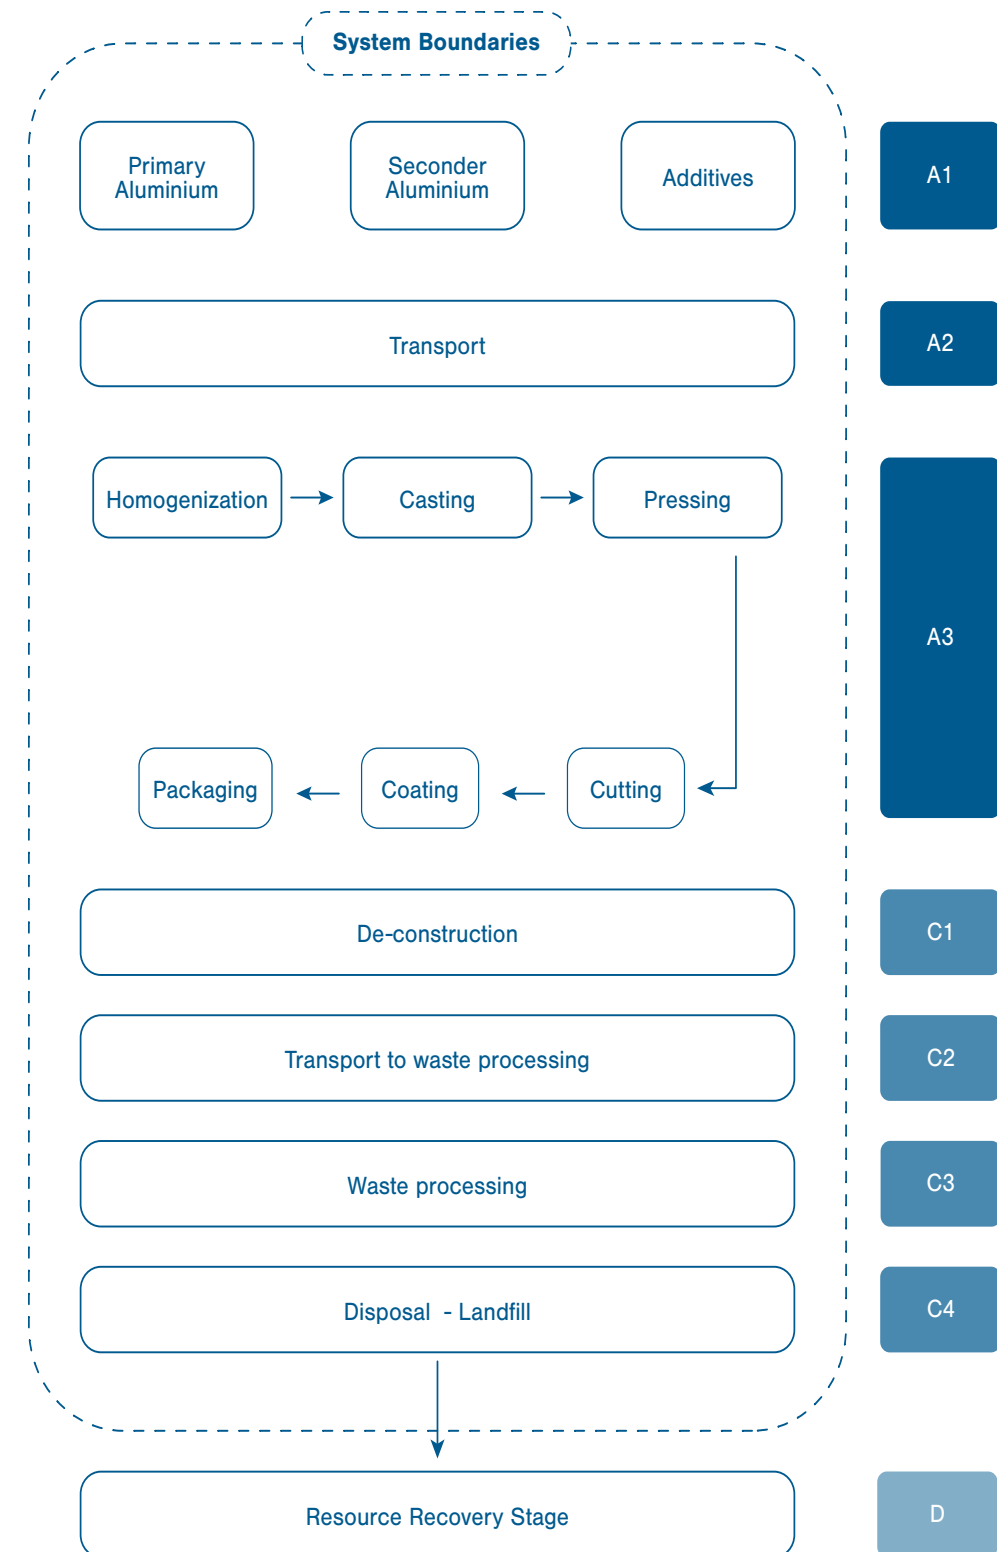 System Boundaries
Primary
Aluminium
Seconder
Aluminium
Additives
A1
Transport
A2
Homogenization
Casting
Pressing
A3
Packaging
Coating
Cutting
De-construction
C1
Transport to waste processing
C2
Waste processing
C3
Disposal - Landfill
C4
Resource Recovery Stage
D